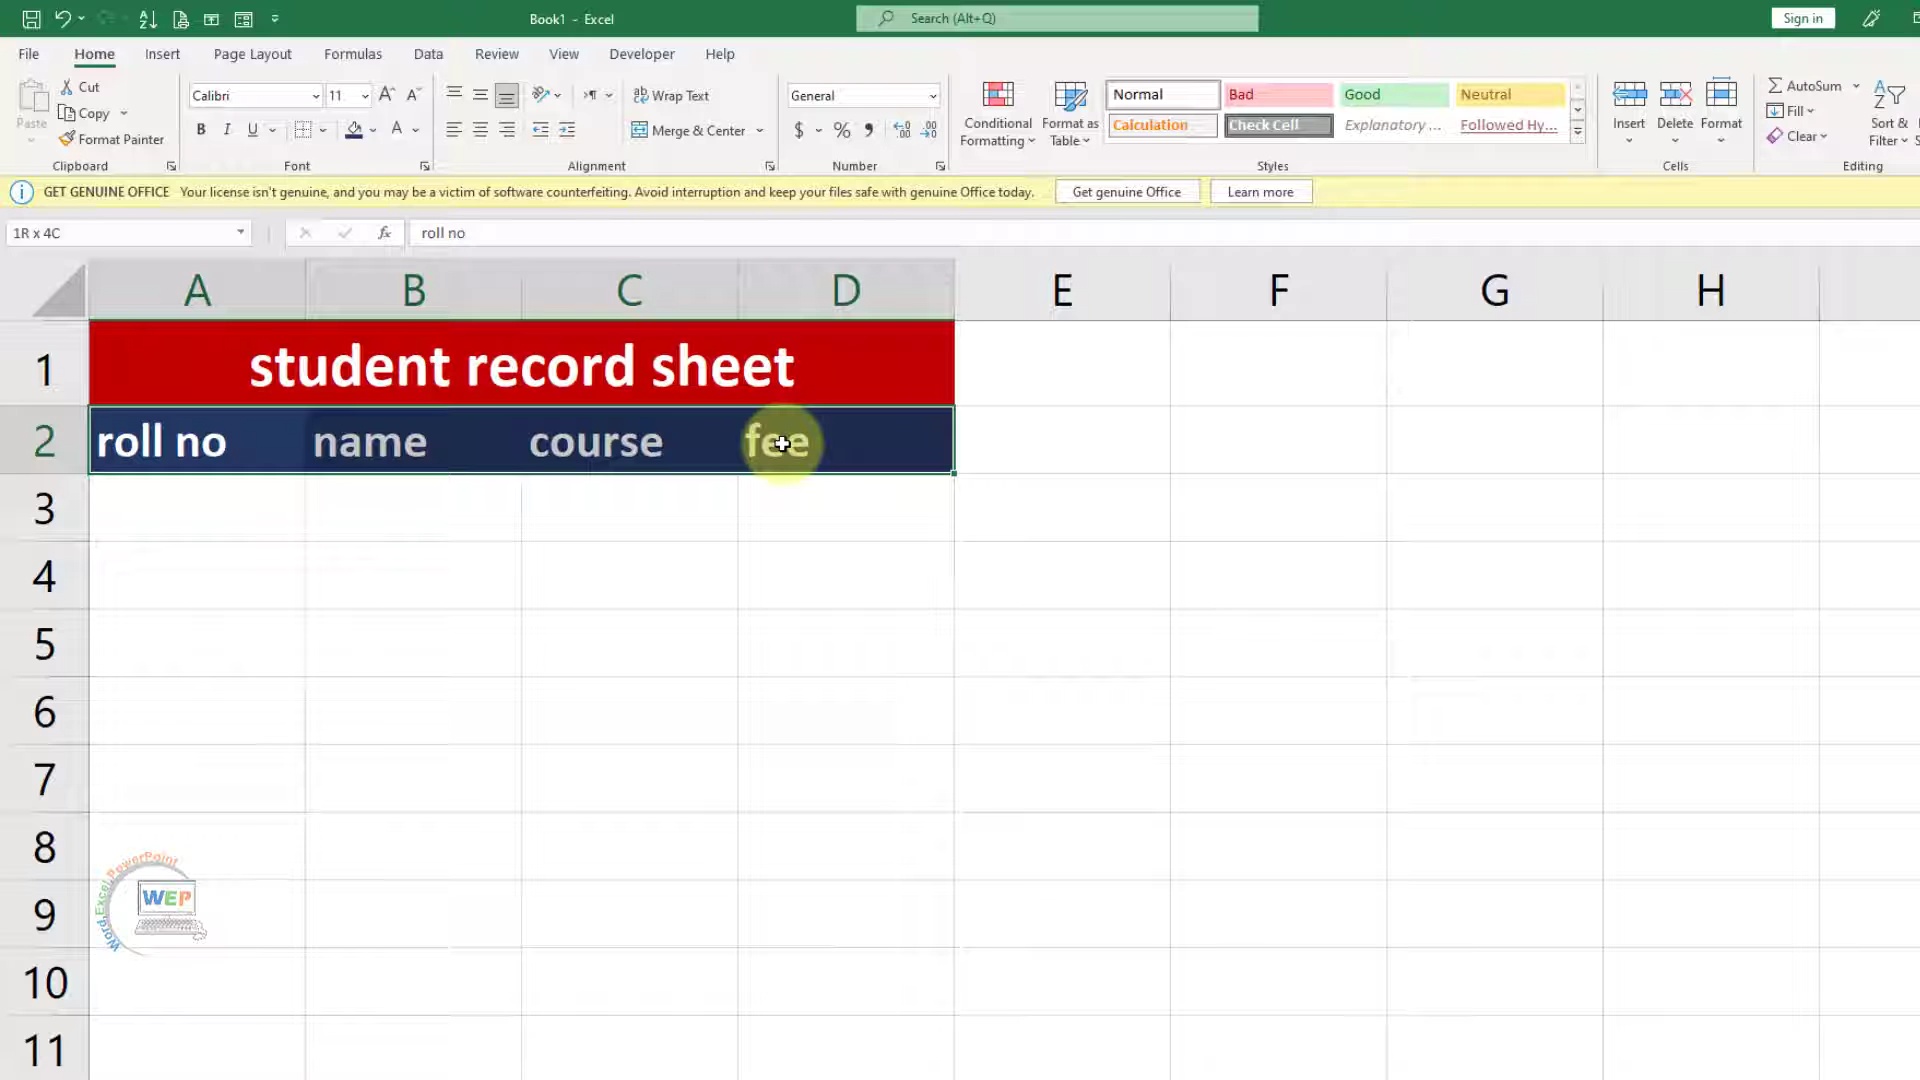 Book1 - Excel
Search (Alt+Q)
Sign in
File Home Insert Page Layout Formulas Data Review View Developer Help
Paste
Cut
Copy
Format Painter
Clipboard
Calibri 11
B I U
Font
Wrap Text
Merge & Center
Alignment
General
$ %
Number
Conditional Formatting
Format as Table
Normal Bad Good Neutral
Calculation Check Cell Explanatory ... Followed Hy...
Styles
Insert Delete Format
Cells
AutoSum
Fill
Clear
Sort &
Filter
Editing
GET GENUINE OFFICE Your license isn't genuine, and you may be a victim of software counterfeiting. Avoid interruption and keep your files safe with genuine Office today. Get genuine Office Learn more
1R x 4C fx roll no
A B C D E F G H
1 student record sheet
2 roll no name course fee
3
4
5
6
7
8
9
10
11
Word.Excel.PowerPoint
WEP